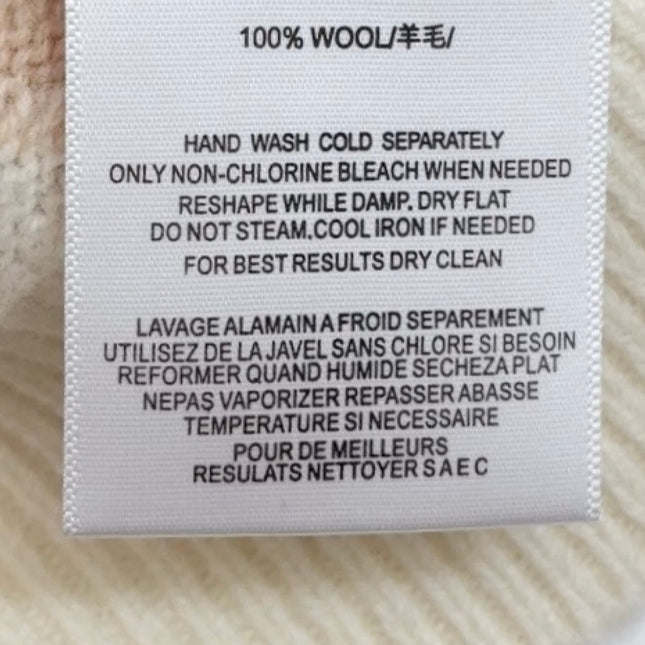 100% WOOL/羊毛/
HAND WASH COLD SEPARATELY
ONLY NON-CHLORINE BLEACH WHEN NEEDED
RESHAPE WHILE DAMP. DRY FLAT
DO NOT STEAM.COOL IRON IF NEEDED
FOR BEST RESULTS DRY CLEAN
LAVAGE ALAMAIN A FROID SEPAREMENT
UTILISEZ DE LA JAVEL SANS CHLORE SI BESOIN
REFORMER QUAND HUMIDE SECHEZA PLAT
NEPAS VAPORIZER REPASSER ABASSE
TEMPERATURE SI NECESSAIRE
POUR DE MEILLEURS
RESULATS NETTOYER S A E C